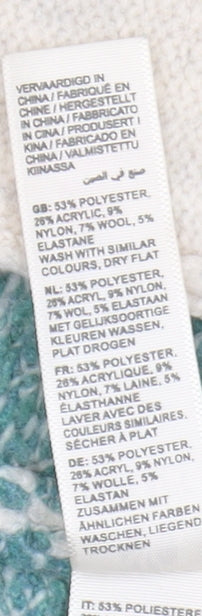 VERVAARDIGD IN
CHINA / FABRIQUÉ EN
CHINE / HERGESTELLT
IN CHINA / FABBRICATO
IN CINA / PRODUSERT I
KINA / FABRICADO EN
CHINA / VALMISTETTU
KIINASSA
صنع في الصين
GB: 53% POLYESTER,
26% ACRYLIC, 9%
NYLON, 7% WOOL, 5%
ELASTANE
WASH WITH SIMILAR
COLOURS, DRY FLAT
NL: 53% POLYESTER,
26% ACRYL, 9% NYLON,
7% WOL, 5% ELASTAAN
MET GELIJKSOORTIGE
KLEUREN WASSEN,
PLAT DROGEN
FR: 53% POLYESTER,
26% ACRYLIQUE, 9%
NYLON, 7% LAINE, 5%
ÉLASTHANNE
LAVER AVEC DES
COULEURS SIMILAIRES.
SÉCHER À PLAT
DE: 53% POLYESTER,
26% ACRYL, 9% NYLON,
7% WOLLE, 5%
ELASTAN
ZUSAMMEN MIT
ÄHNLICHEN FARBEN
WASCHEN, LIEGEND
TROCKNEN
IT: 53% POLIESTERE